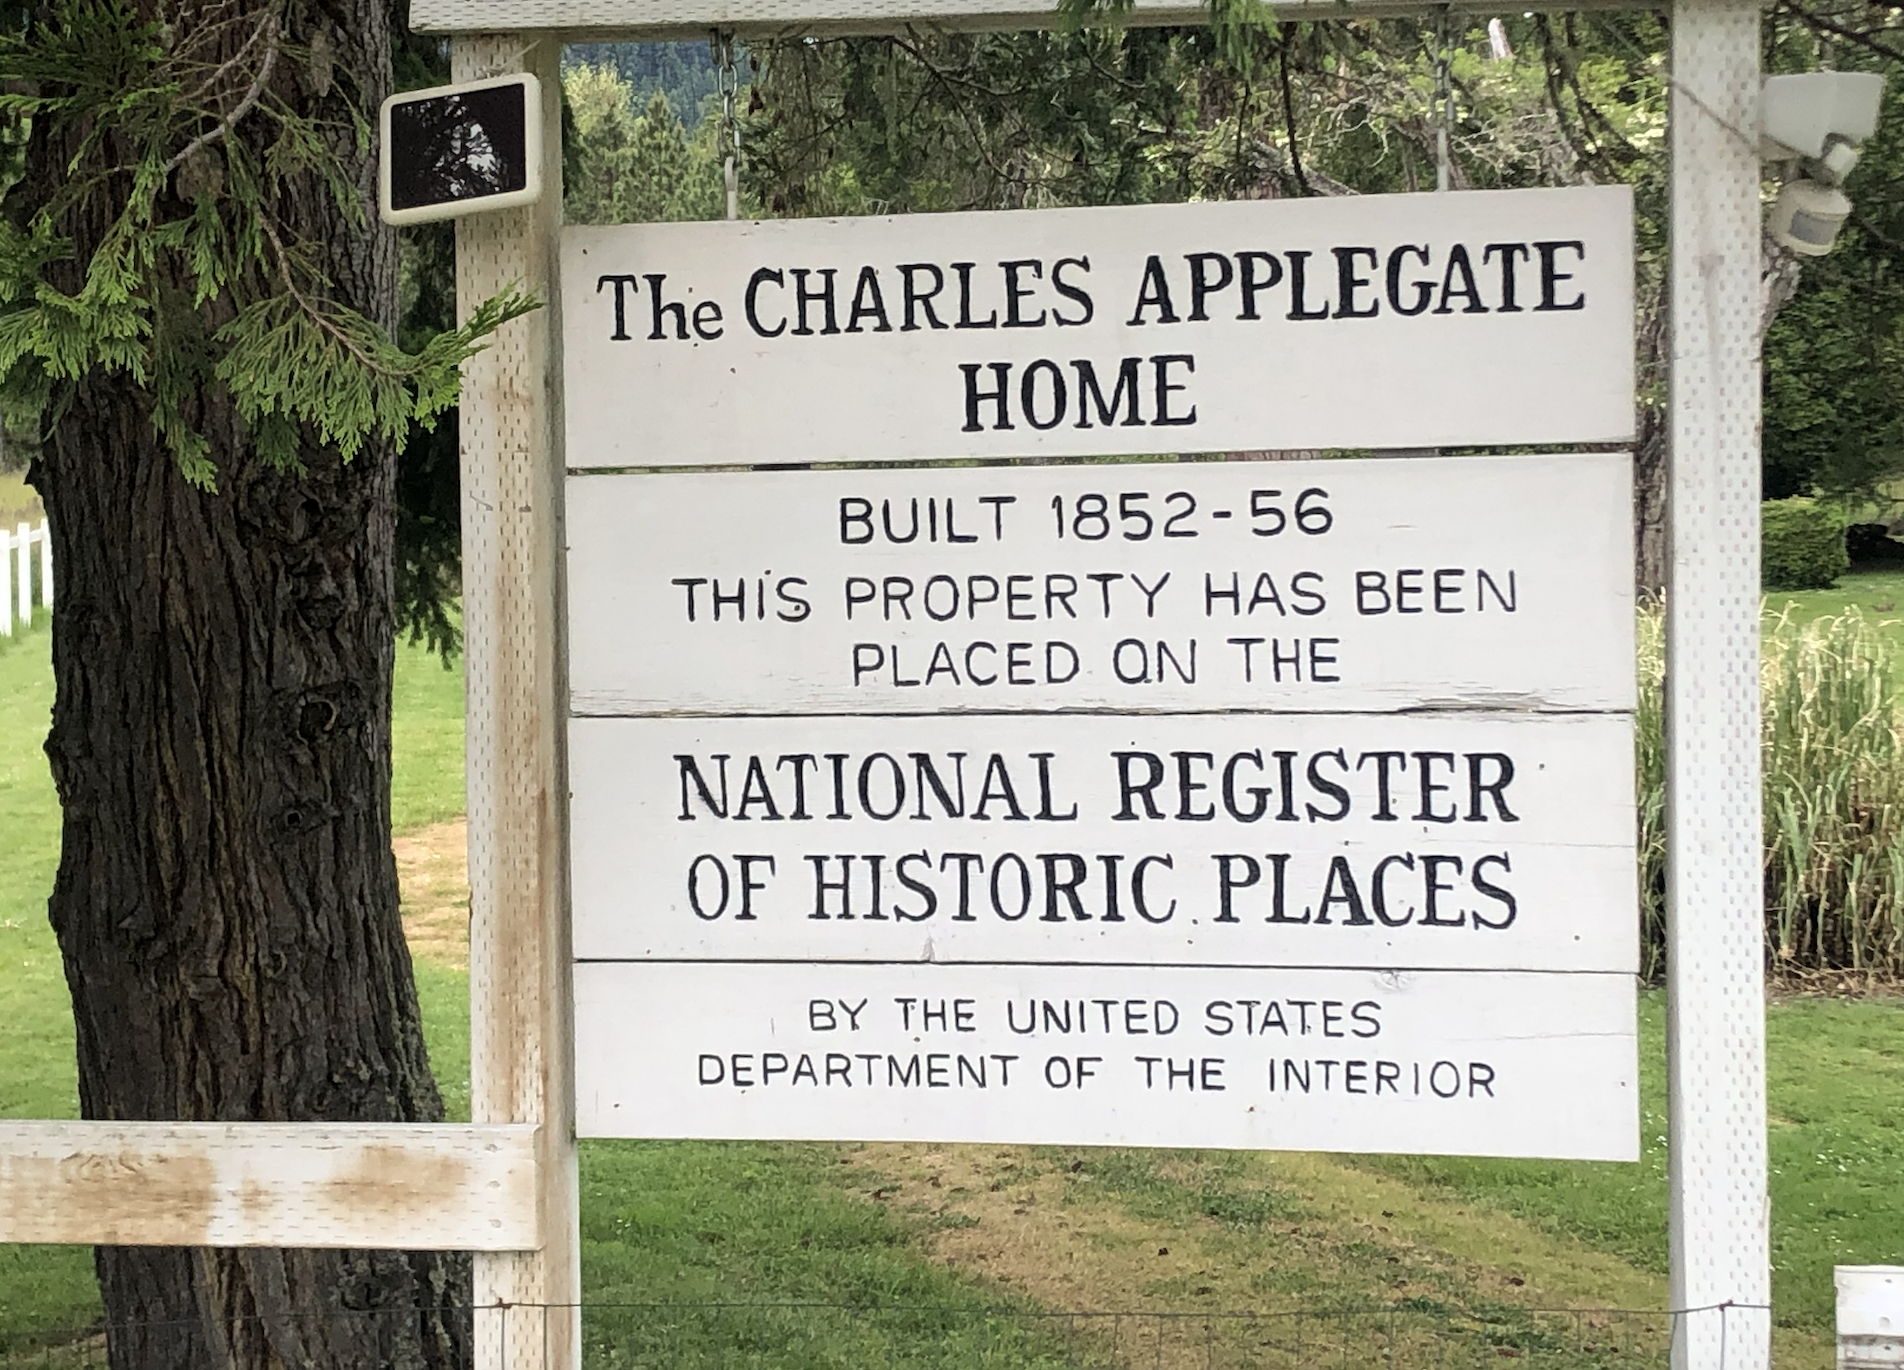 The CHARLES APPLEGATE
HOME
BUILT 1852-56
THIS PROPERTY HAS BEEN
PLACED ON THE
NATIONAL REGISTER
OF HISTORIC PLACES
BY THE UNITED STATES
DEPARTMENT OF THE INTERIOR